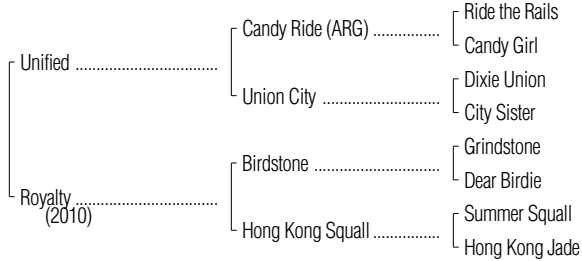 Ride the Rails
Candy Ride (ARG) ................
Candy Girl
Unified ..................................
Dixie Union
Union City ............................
City Sister
Grindstone
Birdstone ..............................
Dear Birdie
Royalty ..................................
(2010)
Summer Squall
Hong Kong Squall ................
Hong Kong Jade